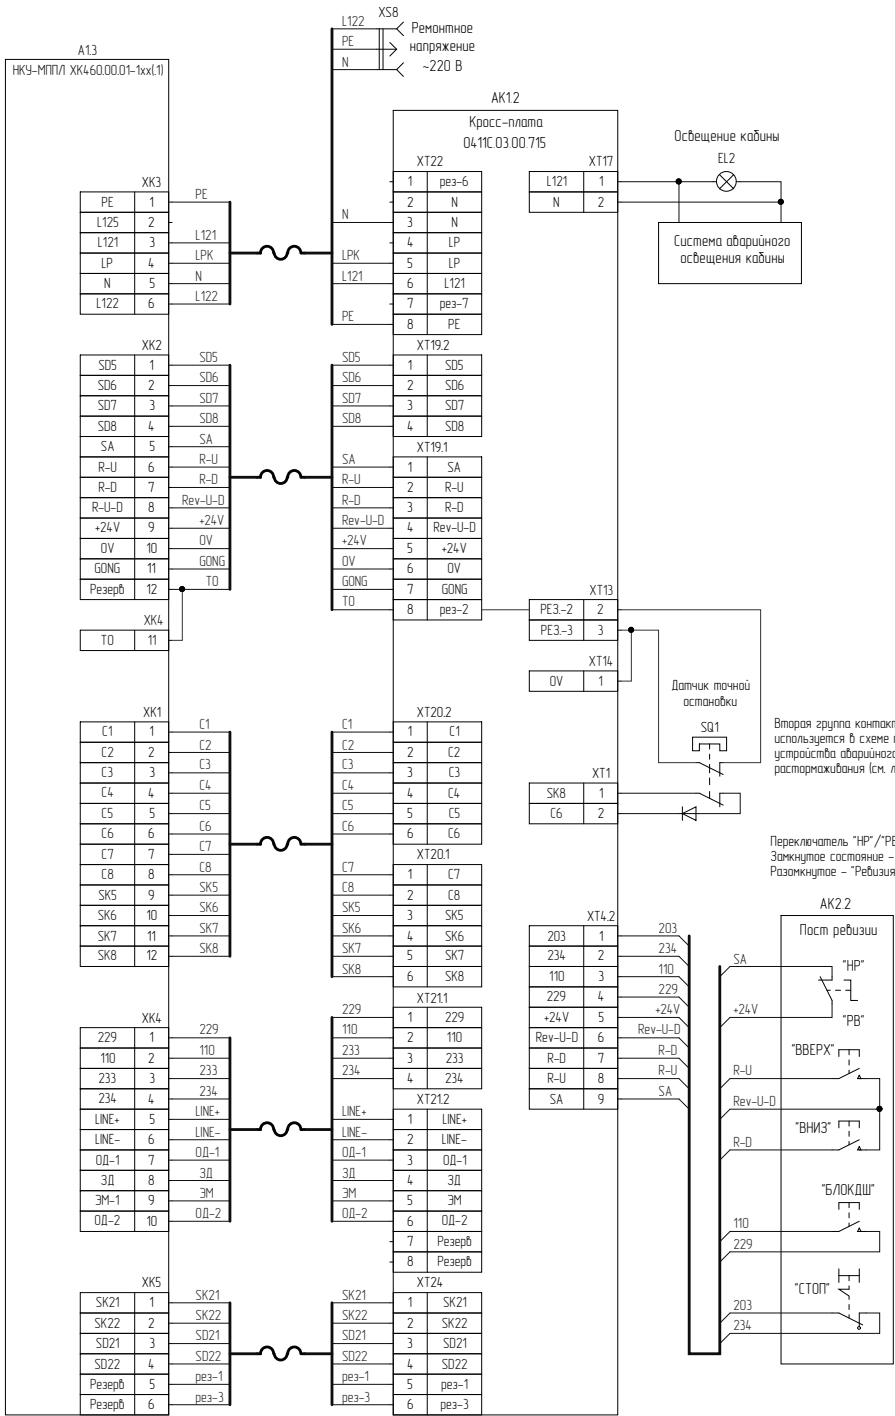 A1.3
НКУ-МППЛ ХК460.00.01-1хх(.1)
XK3
PE 1 PE
L125 2
L121 3 L121
LP 4 LPK
N 5 N
L122 6 L122
XK2
SD5 1 SD5
SD6 2 SD6
SD7 3 SD7
SD8 4 SD8
SA 5 SA
R-U 6 R-U
R-D 7 R-D
R-U-D 8 Rev-U-D
+24V 9 +24V
0V 10 0V
GONG 11 GONG
Резерв 12 TO
XK4
TO 11
XK1
C1 1 C1
C2 2 C2
C3 3 C3
C4 4 C4
C5 5 C5
C6 6 C6
C7 7 C7
C8 8 C8
SK5 9 SK5
SK6 10 SK6
SK7 11 SK7
SK8 12 SK8
XK4
229 1 229
110 2 110
233 3 233
234 4 234
LINE+ 5 LINE+
LINE- 6 LINE-
ОД-1 7 ОД-1
ЗД 8 ЗД
ЭМ-1 9 ЭМ
ОД-2 10 ОД-2
XK5
SK21 1 SK21
SK22 2 SK22
SD21 3 SD21
SD22 4 SD22
Резерв 5 рез-1
Резерв 6 рез-3
XS8
L122
PE
N
Ремонтное
напряжение
~220 В
AK1.2
Кросс-плата
0411С.03.00.715
XT22
1 рез-6
2 N
N 3 N
4 LP
LPK 5 LP
L121 6 L121
7 рез-7
PE 8 PE
XT19.2
SD5 1 SD5
SD6 2 SD6
SD7 3 SD7
SD8 4 SD8
XT19.1
SA 1 SA
R-U 2 R-U
R-D 3 R-D
Rev-U-D 4 Rev-U-D
+24V 5 +24V
0V 6 0V
GONG 7 GONG
TO 8 рез-2
XT20.2
C1 1 C1
C2 2 C2
C3 3 C3
C4 4 C4
C5 5 C5
C6 6 C6
XT20.1
C7 1 C7
C8 2 C8
SK5 3 SK5
SK6 4 SK6
SK7 5 SK7
SK8 6 SK8
XT21.1
229 1 229
110 2 110
233 3 233
234 4 234
XT21.2
LINE+ 1 LINE+
LINE- 2 LINE-
ОД-1 3 ОД-1
ЗД 4 ЗД
ЭМ 5 ЭМ
ОД-2 6 ОД-2
7 Резерв
8 Резерв
XT24
SK21 1 SK21
SK22 2 SK22
SD21 3 SD21
SD22 4 SD22
рез-1 5 рез-1
рез-3 6 рез-3
XT17
L121 1
N 2
Освещение кабины
EL2
Система аварийного
освещения кабины
XT13
РЕЗ.-2 2
РЕЗ.-3 3
XT14
0V 1
Датчик точной
остановки
SQ1
XT1
SK8 1
C6 2
Вторая группа
используется в схеме
устройства аварийного
растормаживания (см.
Переключатель "НР"/"РВ
Замкнутое состояние -
Разомкнутое - "Ревизия
XT4.2
203 1 203
234 2 234
110 3 110
229 4 229
+24V 5 +24V
Rev-U-D 6 Rev-U-D
R-D 7 R-D
R-U 8 R-U
SA 9 SA
AK2.2
Пост ревизии
SA
"НР"
+24V
"РВ"
"ВВЕРХ"
R-U
Rev-U-D
"ВНИЗ"
R-D
"БЛОКДШ"
110
229
"СТОП"
203
234